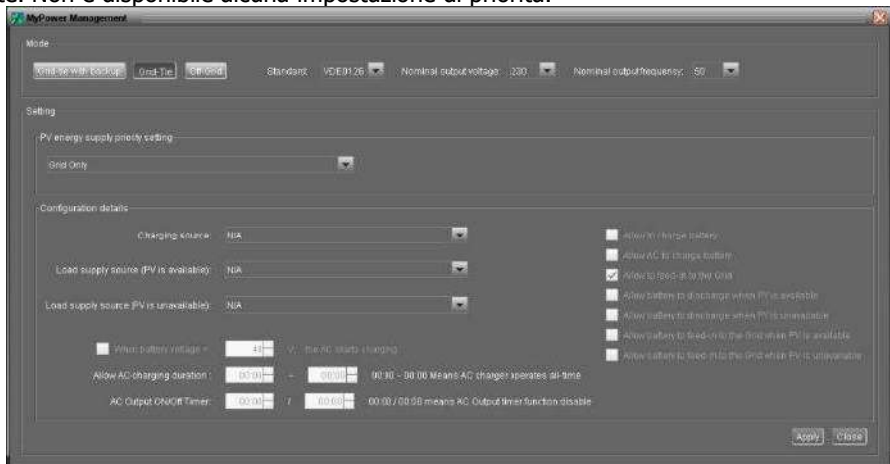 te. Non è disponibile alcuna impostazione di priorità.
MyPower Management
Mode
Grid-tie with backup Grid-Tie Off-Grid Standard: VDE0126 Nominal output voltage: 230 Nominal output frequency: 50
Setting
PV energy supply priority setting
Grid Only
Configuration details
Charging source: N/A
Load supply source (PV is available): N/A
Load supply source (PV is unavailable): N/A
Allow to charge battery
Allow AC to charge battery
Allow to feed-in to the Grid
Allow battery to discharge when PV is available
Allow battery to discharge when PV is unavailable
Allow battery to feed-in to the Grid when PV is available
Allow battery to feed-in to the Grid when PV is unavailable
When battery voltage < V, the AC starts charging
Allow AC charging duration : 00:00 ~ 00:00 00:00 ~ 00:00 Means AC charger operates all-time
AC Output ON/Off Timer: 00:00 / 00:00 00:00 / 00:00 means AC Output timer function disable
Apply Close